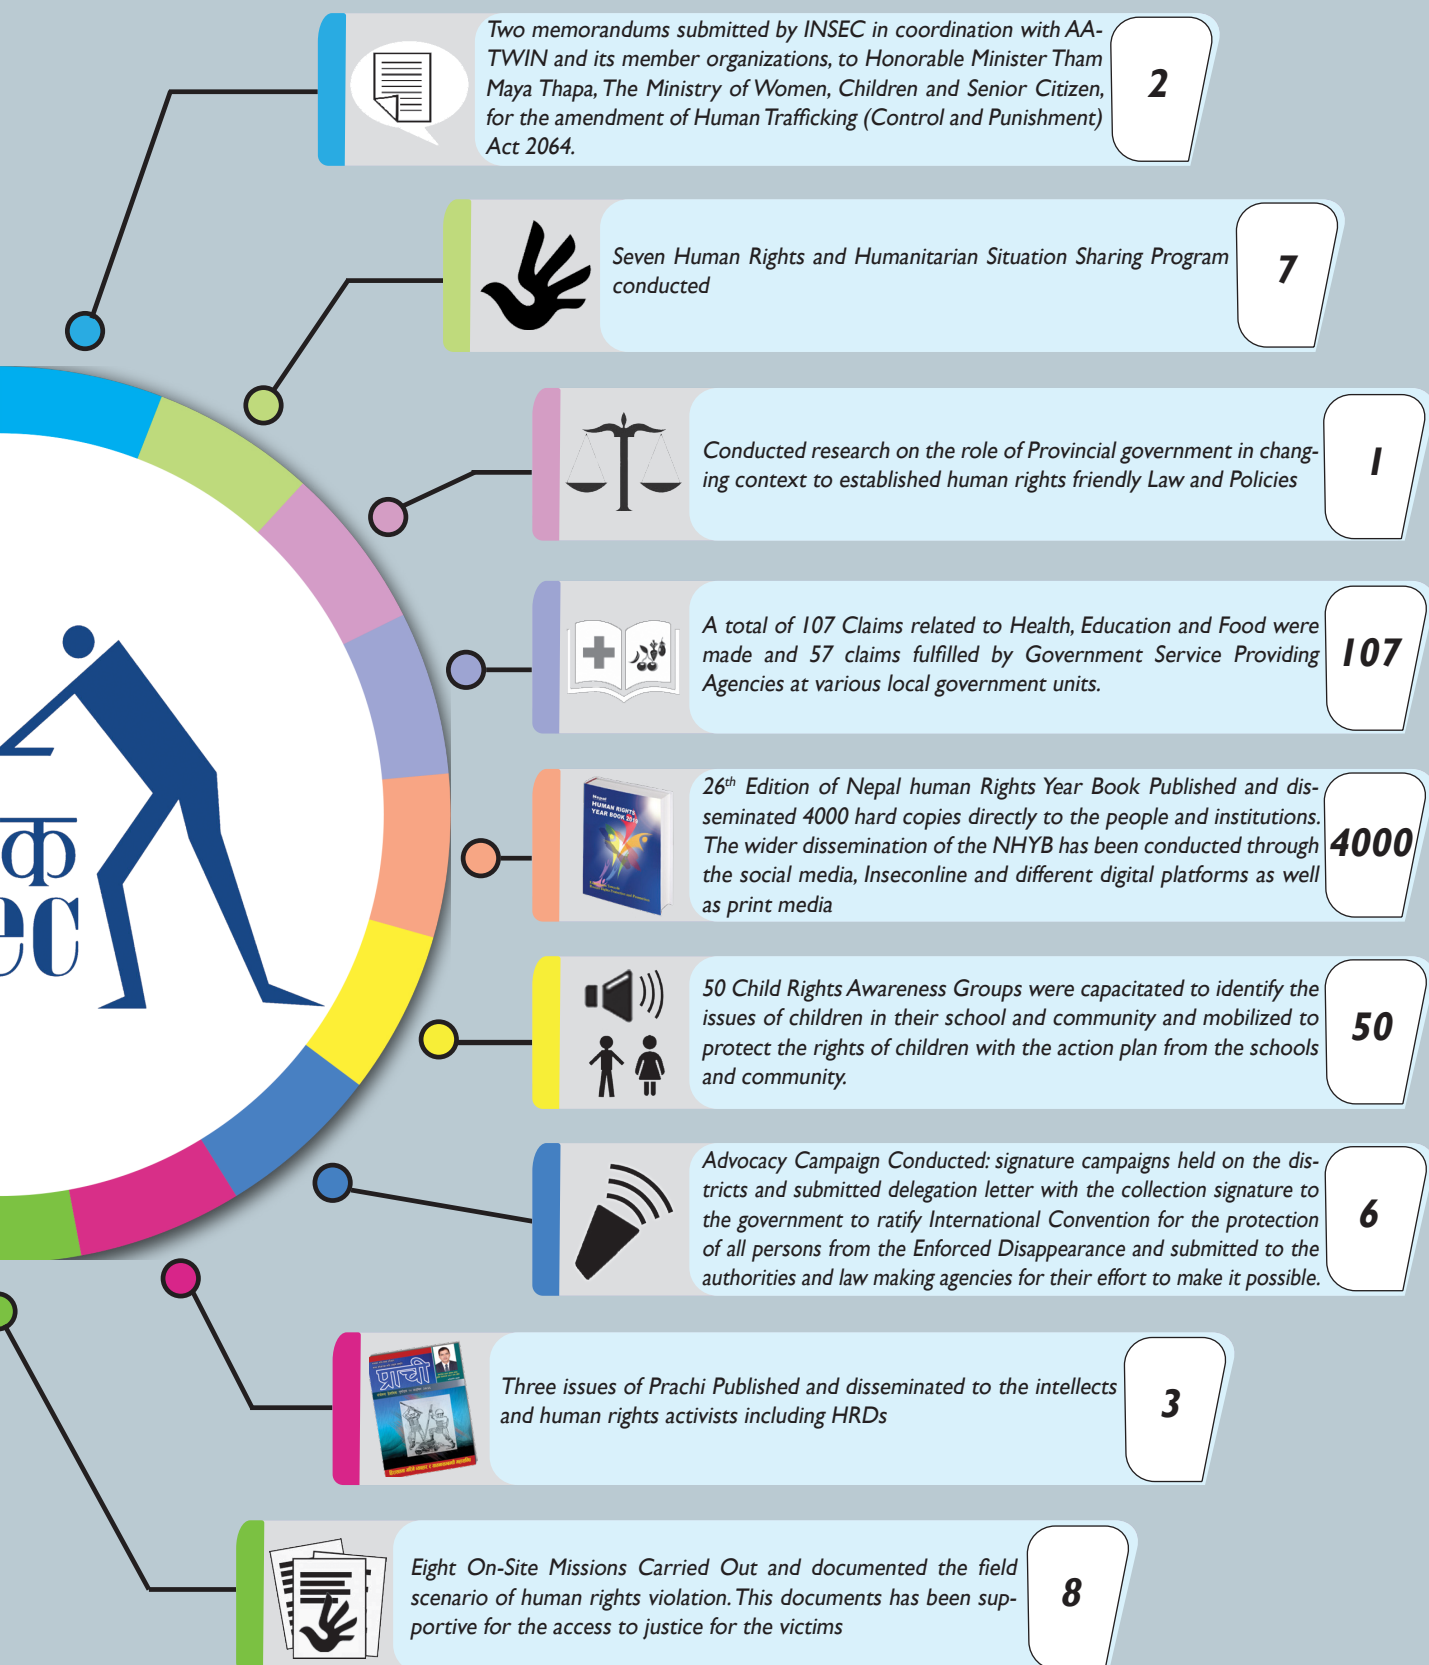 Two memorandums submitted by INSEC in coordination with AA-
TWIN and its member organizations, to Honorable Minister Tham
Maya Thapa, The Ministry of Women, Children and Senior Citizen,
for the amendment of Human Trafficking (Control and Punishment)
Act 2064.
2
Seven Human Rights and Humanitarian Situation Sharing Program
conducted
7
Conducted research on the role of Provincial government in chang-
ing context to established human rights friendly Law and Policies
1
A total of 107 Claims related to Health, Education and Food were
made and 57 claims fulfilled by Government Service Providing
Agencies at various local government units.
107
Nepal
HUMAN RIGHTS
YEAR BOOK
26th Edition of Nepal human Rights Year Book Published and dis-
seminated 4000 hard copies directly to the people and institutions.
The wider dissemination of the NHYB has been conducted through
the social media, Inseconline and different digital platforms as well
as print media
4000
क
ec
50 Child Rights Awareness Groups were capacitated to identify the
issues of children in their school and community and mobilized to
protect the rights of children with the action plan from the schools
and community.
50
Advocacy Campaign Conducted: signature campaigns held on the dis-
tricts and submitted delegation letter with the collection signature to
the government to ratify International Convention for the protection
of all persons from the Enforced Disappearance and submitted to the
authorities and law making agencies for their effort to make it possible.
6
प्राची
Three issues of Prachi Published and disseminated to the intellects
and human rights activists including HRDs
3
Eight On-Site Missions Carried Out and documented the field
scenario of human rights violation. This documents has been sup-
portive for the access to justice for the victims
8